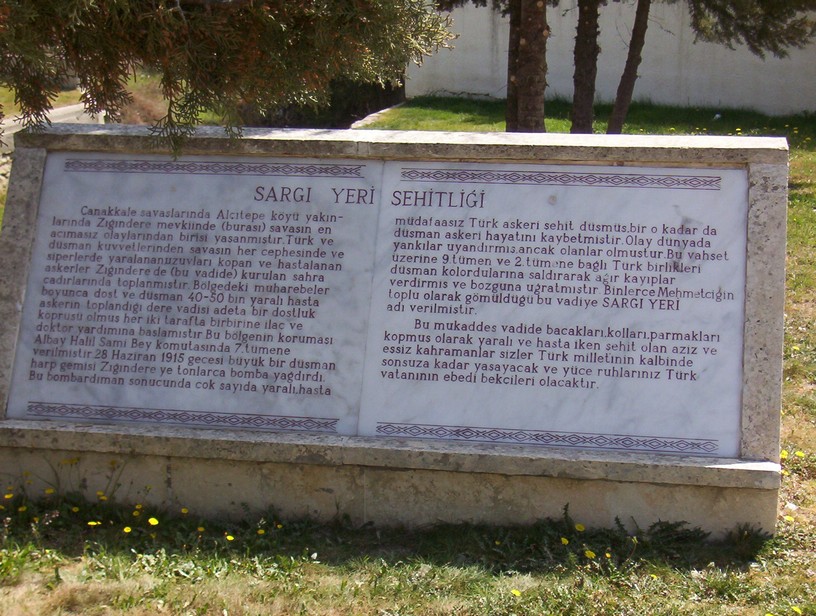 SARGI YERİ ŞEHİTLİĞİ
Çanakkale savaşlarında Alçıtepe köyü yakın-
larında Zığındere mevkiinde (burası) savaşın en
acımasız olaylarından birisi yaşanmıştır. Türk ve
düşman kuvvetlerinden savaşın her cephesinde ve
siperlerde yaralanan, uzuvları kopan ve hastalanan
askerler Zığındere de (bu vadide) kurulan sahra
çadırlarında toplanmıştır. Bölgedeki muharebeler
boyunca dost ve düşman 40-50 bin yaralı hasta
askerin toplandığı dere vadisi adeta bir dostluk
köprüsü olmuş her iki tarafta birbirine ilaç ve
doktor yardımına başlamıştır. Bu bölgenin koruması
Albay Halil Sami Bey komutasında 7. tümene
verilmiştir. 28 Haziran 1915 gecesi büyük bir düşman
harp gemisi Zığındere ye tonlarca bomba yağdırdı.
Bu bombardıman sonucunda çok sayıda yaralı, hasta
müdafaasız Türk askeri şehit düşmüş, bir o kadar da
düşman askeri hayatını kaybetmiştir. Olay dünyada
yankılar uyandırmış, ancak olanlar olmuştur. Bu vahşet
üzerine 9. tümen ve 2. tümene bağlı Türk birlikleri
düşman kolordularına saldırarak ağır kayıplar
verdirmiş ve bozguna uğratmıştır. Binlerce Mehmetçiğin
toplu olarak gömüldüğü bu vadiye SARGI YERİ
adı verilmiştir.
Bu mukaddes vadide bacakları, kolları, parmakları
kopmuş olarak yaralı ve hasta iken şehit olan aziz ve
eşsiz kahramanlar sizler Türk milletinin kalbinde
sonsuza kadar yaşayacak ve yüce ruhlarınız Türk
vatanının ebedi bekçileri olacaktır.